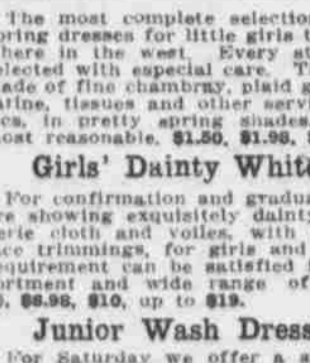 The most complete selectio
oring dresses for little girls t
here in the west. Every st
elected with especial care. T
ade of fine chambray, plaid g
atine, tissues and other servi
cs, in pretty spring shades,
ost reasonable, $1.50, $1.98, $
Girls' Dainty White
For confirmation and gradua
re showing exquisitely dainty
erie cloth and voiles, with
ce trimmings, for girls and
equirement can be satisfied
ortment and wide range of
$6.98, $10, up to $19.
Junior Wash Dress
For Saturday we offer a